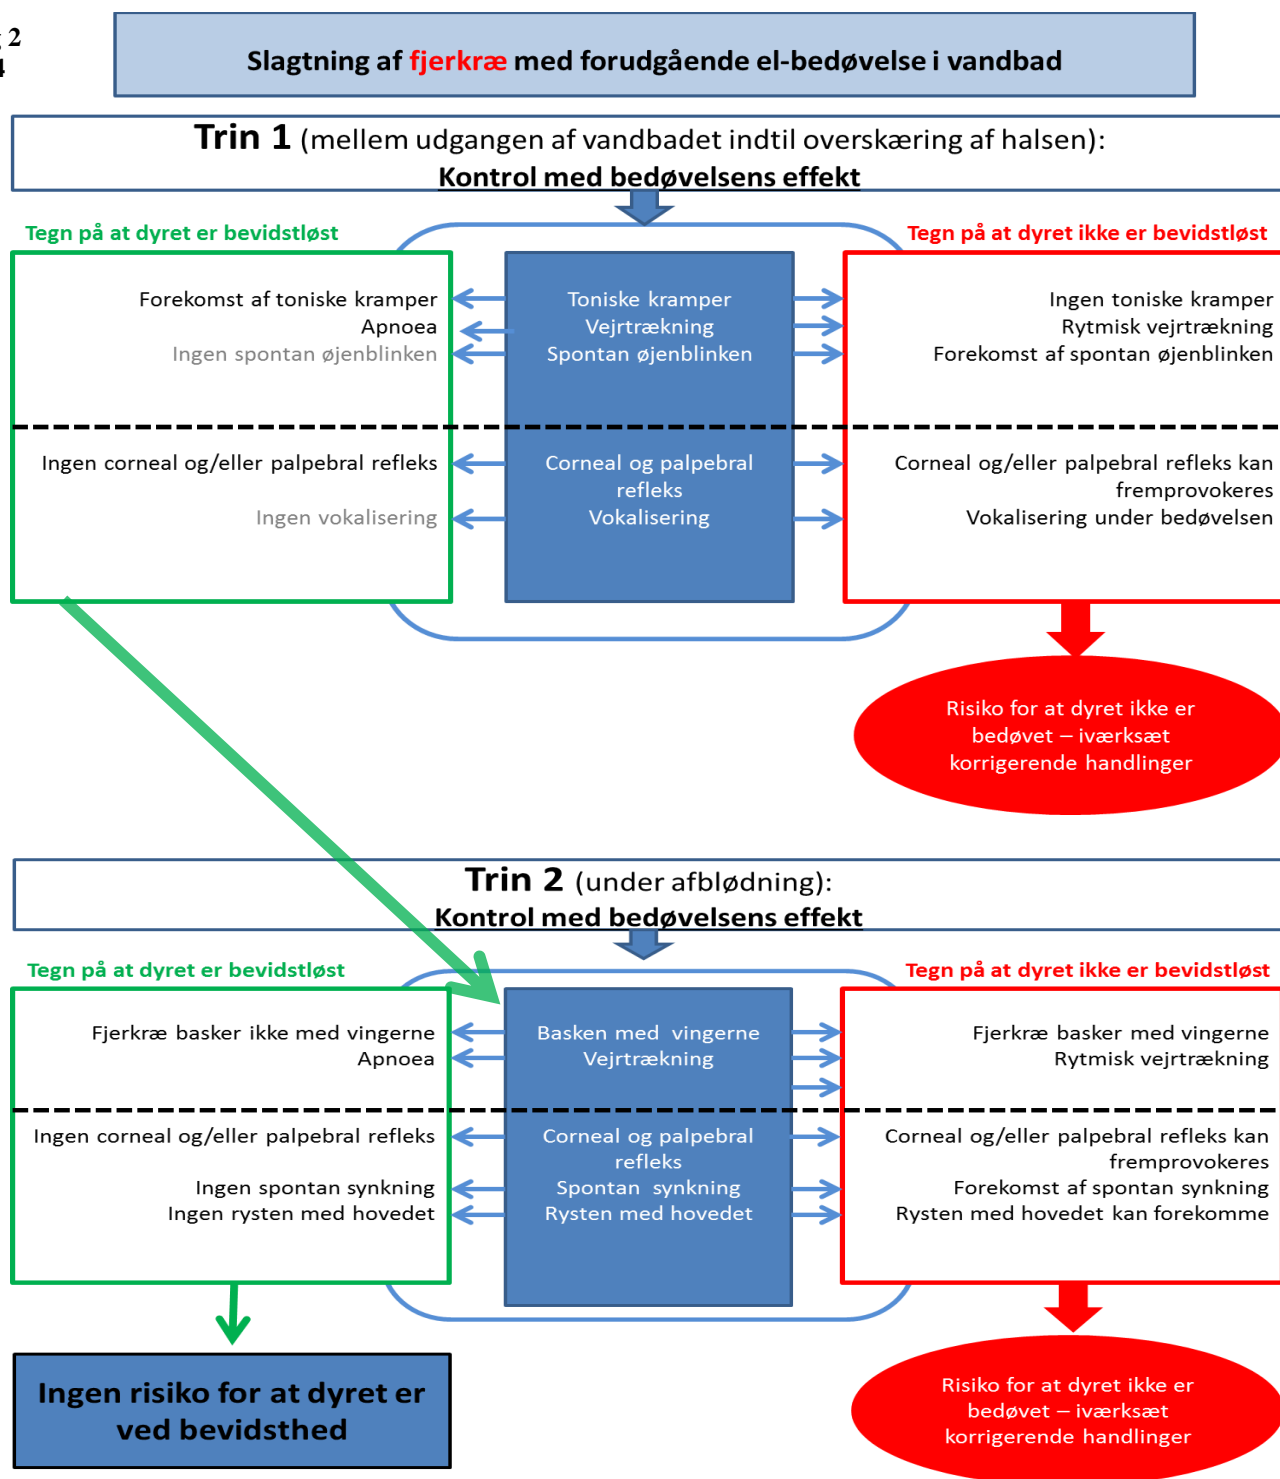 2
4
Slagtning af fjerkræ med forudgående el-bedøvelse i vandbad
Trin 1 (mellem udgangen af vandbadet indtil overskæring af halsen):
Kontrol med bedøvelsens effekt
Tegn på at dyret er bevidstløst
Forekomst af toniske kramper
Apnoea
Ingen spontan øjenblinken
Ingen corneal og/eller palpebral refleks
Ingen vokalisering
Toniske kramper
Vejrtrækning
Spontan øjenblinken
Corneal og palpebral
refleks
Vokalisering
Tegn på at dyret ikke er bevidstløst
Ingen toniske kramper
Rytmisk vejrtrækning
Forekomst af spontan øjenblinken
Corneal og/eller palpebral refleks kan
fremprovokeres
Vokalisering under bedøvelsen
Risiko for at dyret ikke er
bedøvet – iværksæt
korrigerende handlinger
Trin 2 (under afblødning):
Kontrol med bedøvelsens effekt
Tegn på at dyret er bevidstløst
Fjerkræ basker ikke med vingerne
Apnoea
Ingen corneal og/eller palpebral refleks
Ingen spontan synkning
Ingen rysten med hovedet
Basken med vingerne
Vejrtrækning
Corneal og palpebral
refleks
Spontan synkning
Rysten med hovedet
Tegn på at dyret ikke er bevidstløst
Fjerkræ basker med vingerne
Rytmisk vejrtrækning
Corneal og/eller palpebral refleks kan
fremprovokeres
Forekomst af spontan synkning
Rysten med hovedet kan forekomme
Ingen risiko for at dyret er
ved bevidsthed
Risiko for at dyret ikke er
bedøvet – iværksæt
korrigerende handlinger